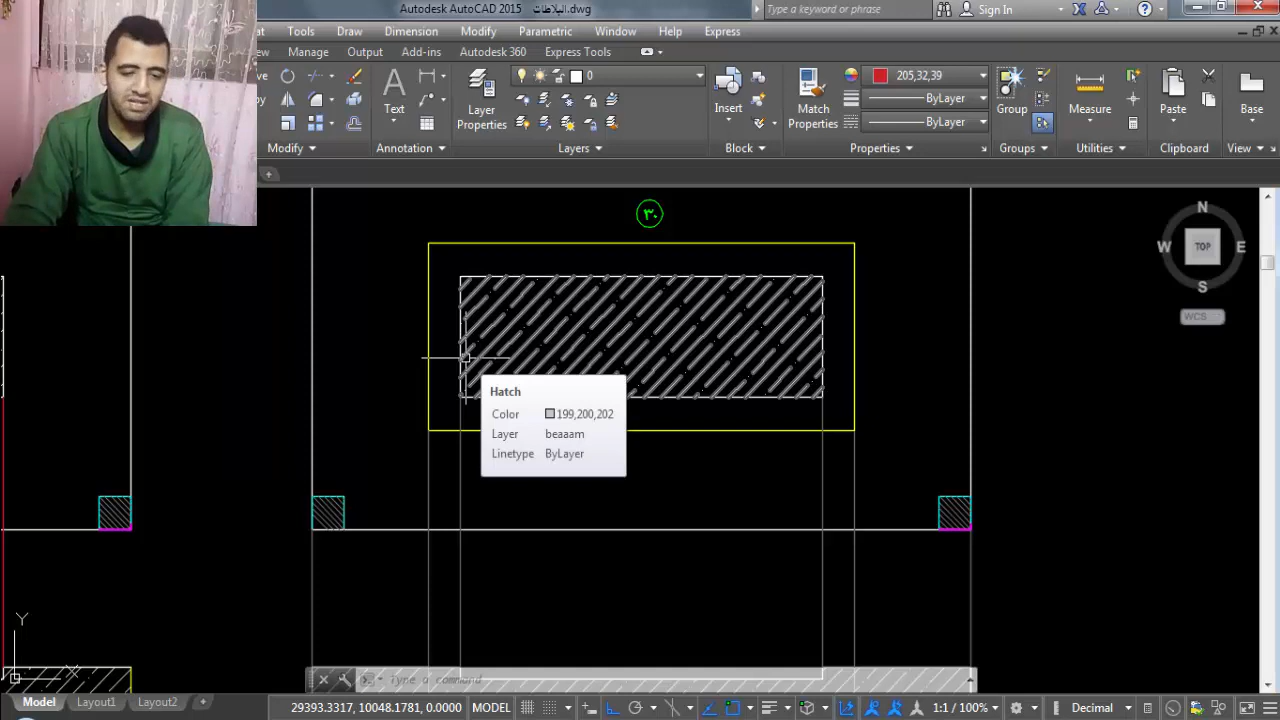 Autodesk AutoCAD 2015 البلاطات.dwg
Type a keyword or phrase
Sign In
Tools Draw Dimension Modify Parametric Window Help Express
Manage Output Add-ins Autodesk 360 Express Tools
Text
Layer
Properties
0
Insert
Match
Properties
205,32,39
ByLayer
ByLayer
Group
Measure
Paste
Base
Modify Annotation Layers Block Properties Groups Utilities Clipboard View
٣٠
N
W TOP E
S
WCS
Hatch
Color 199,200,202
Layer beaaam
Linetype ByLayer
Y
X
Type a command
Model Layout1 Layout2 +
29393.3317, 10048.1781, 0.0000 MODEL 1:1 / 100% Decimal